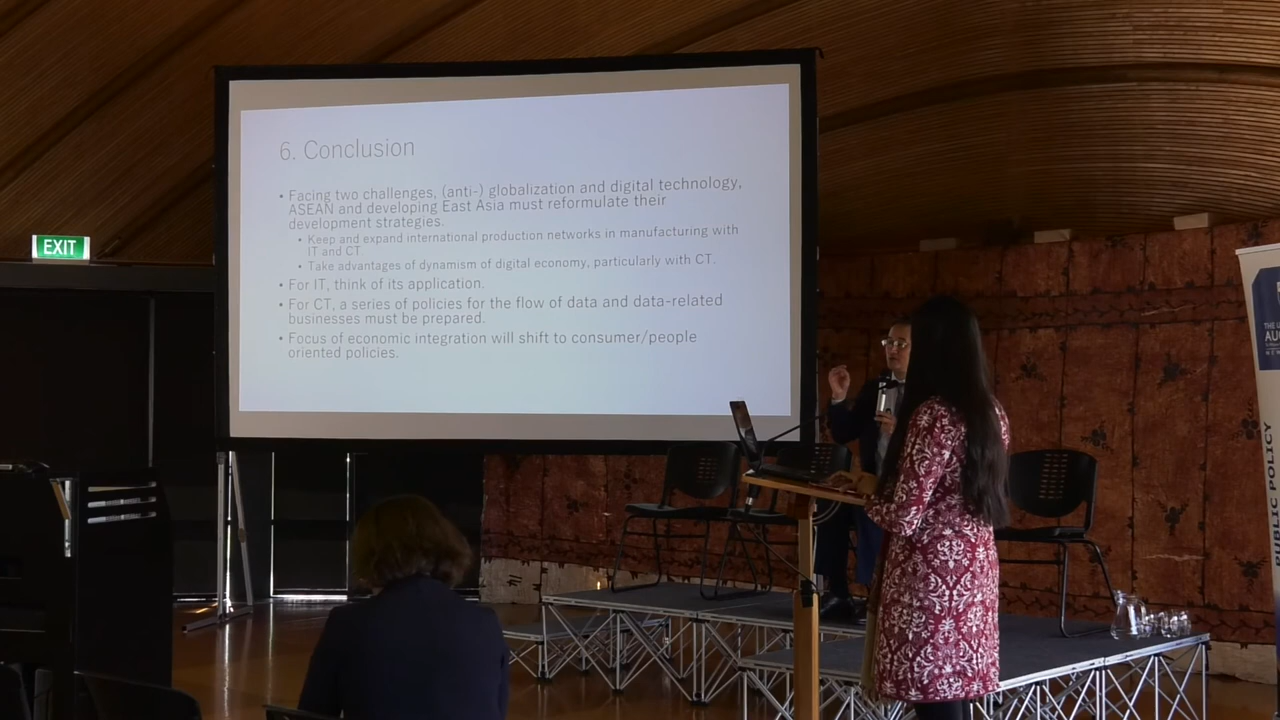 6. Conclusion
• Facing two challenges, (anti-) globalization and digital technology,
ASEAN and developing East Asia must reformulate their
development strategies.
• Keep and expand international production networks in manufacturing with
IT and CT.
• Take advantages of dynamism of digital economy, particularly with CT.
• For IT, think of its application.
• For CT, a series of policies for the flow of data and data-related
businesses must be prepared.
• Focus of economic integration will shift to consumer/people
oriented policies.
EXIT
PUBLIC POLICY